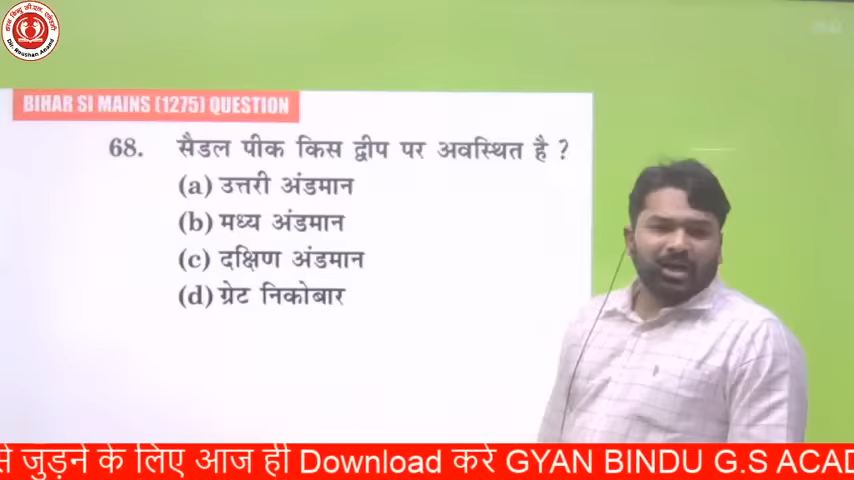 BIHAR SI MAINS (1275) QUESTION
68. सैडल पीक किस द्वीप पर अवस्थित है ?
(a) उत्तरी अंडमान
(b) मध्य अंडमान
(c) दक्षिण अंडमान
(d) ग्रेट निकोबार
से जुड़ने के लिए आज ही Download करे GYAN BINDU G.S ACAD